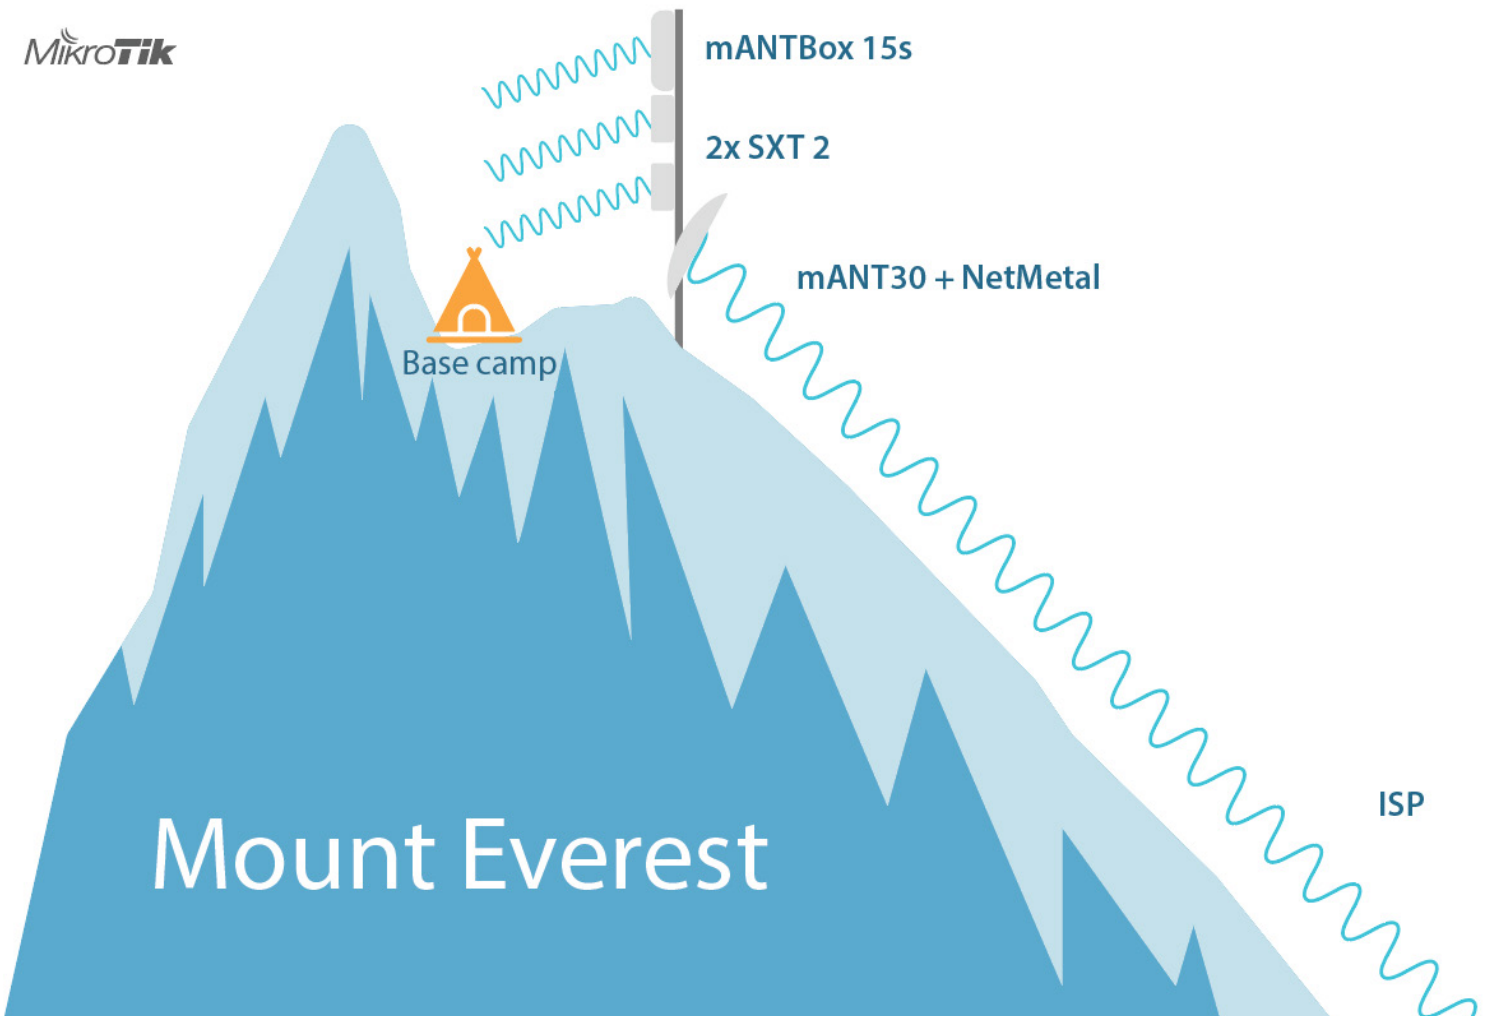 MikroTik
mANTBox 15s
2x SXT 2
mANT30 + NetMetal
Base camp
ISP
Mount Everest